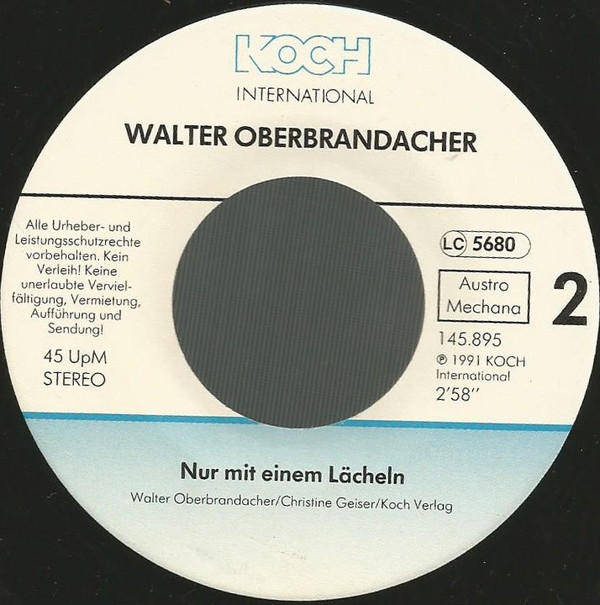 KOCH
INTERNATIONAL
WALTER OBERBRANDACHER
Alle Urheber- und
Leistungsschutzrechte
vorbehalten. Kein
Verleih! Keine
unerlaubte Verviel-
fältigung, Vermietung,
Aufführung und
Sendung!
45 UpM
STEREO
LC 5680
Austro
Mechana
2
145.895
℗ 1991 KOCH
International
2'58''
Nur mit einem Lächeln
Walter Oberbrandacher/Christine Geiser/Koch Verlag